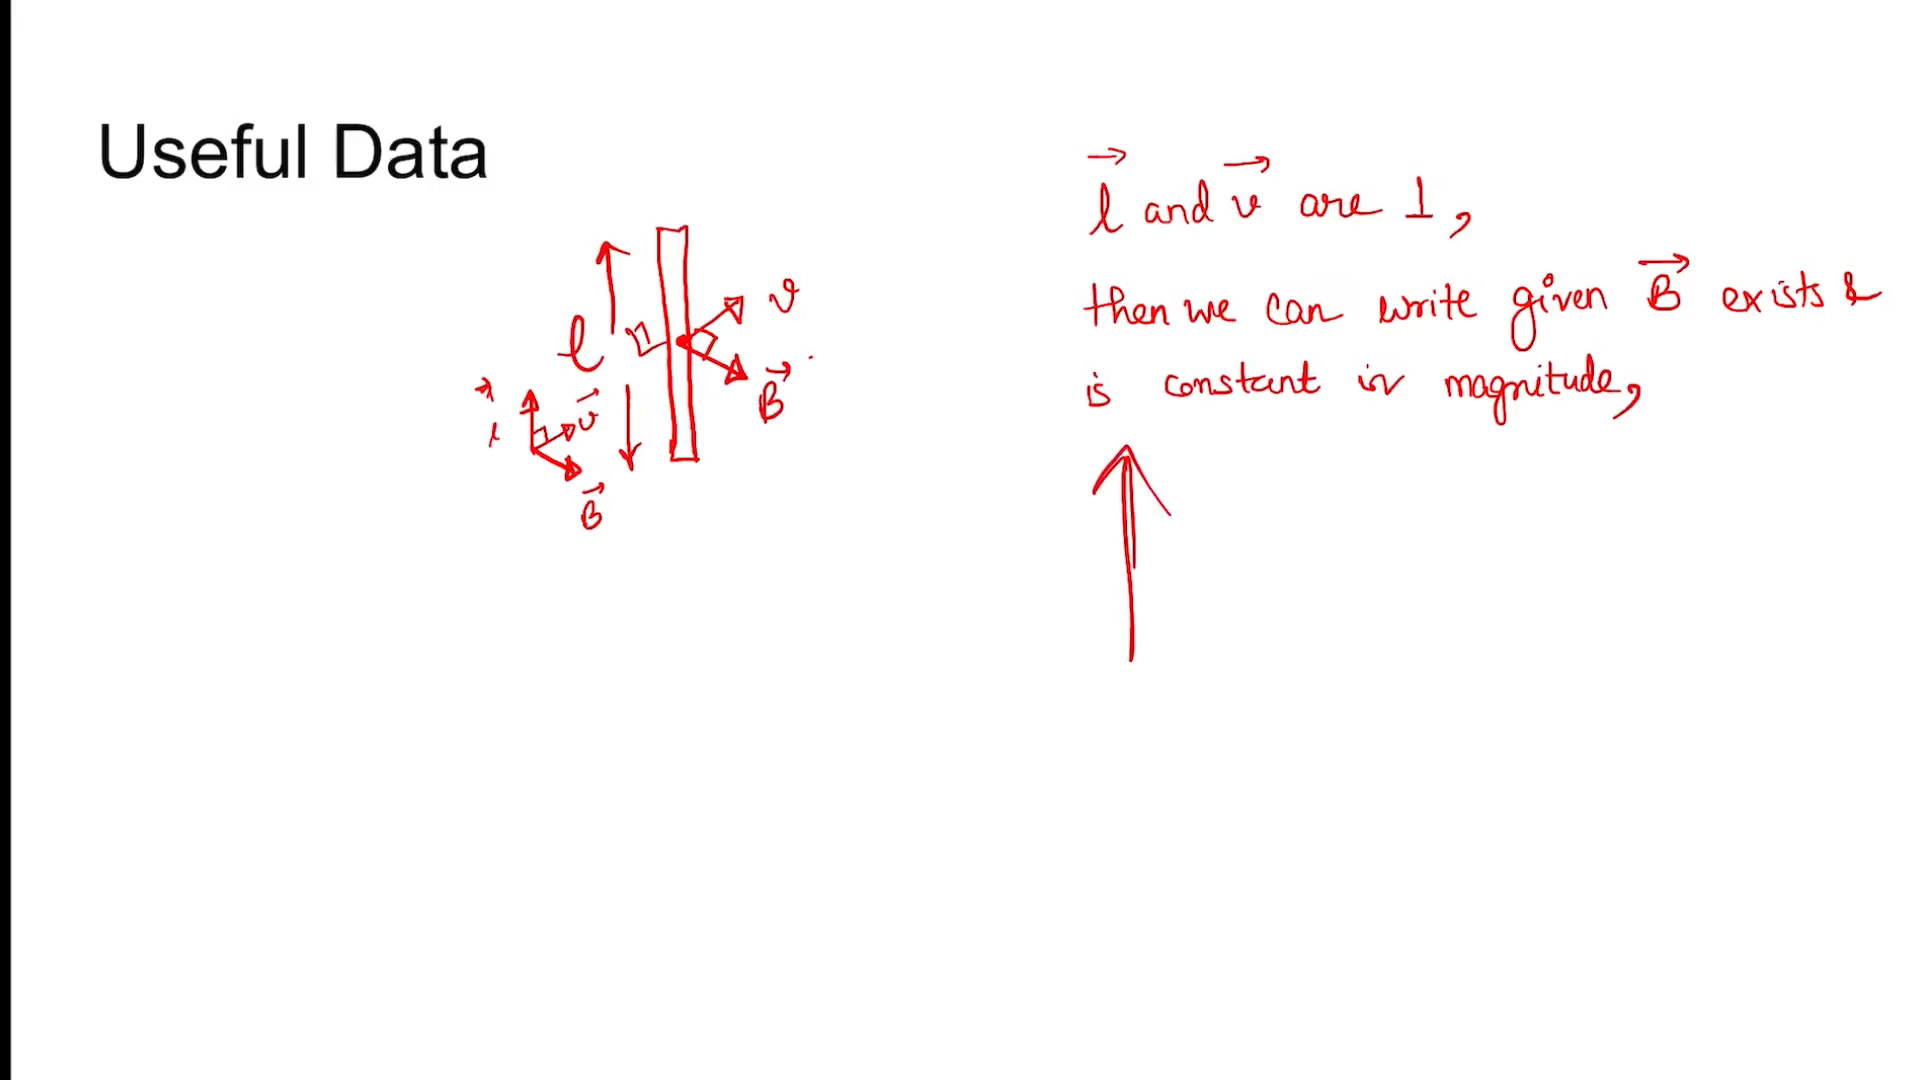 Useful Data
l and v are ⊥,
then we can write given B exists &
is constant in magnitude,
l
v
B
l
v
B